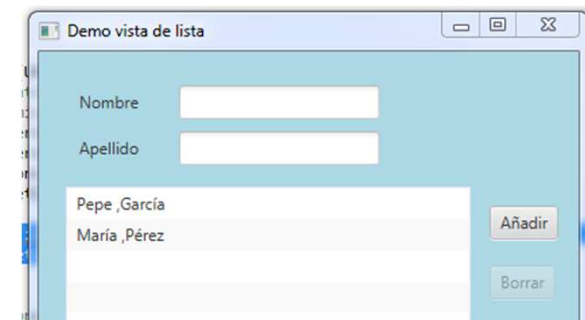 Demo vista de lista
Nombre
Apellido
Pepe ,García
María ,Pérez
Añadir
Borrar